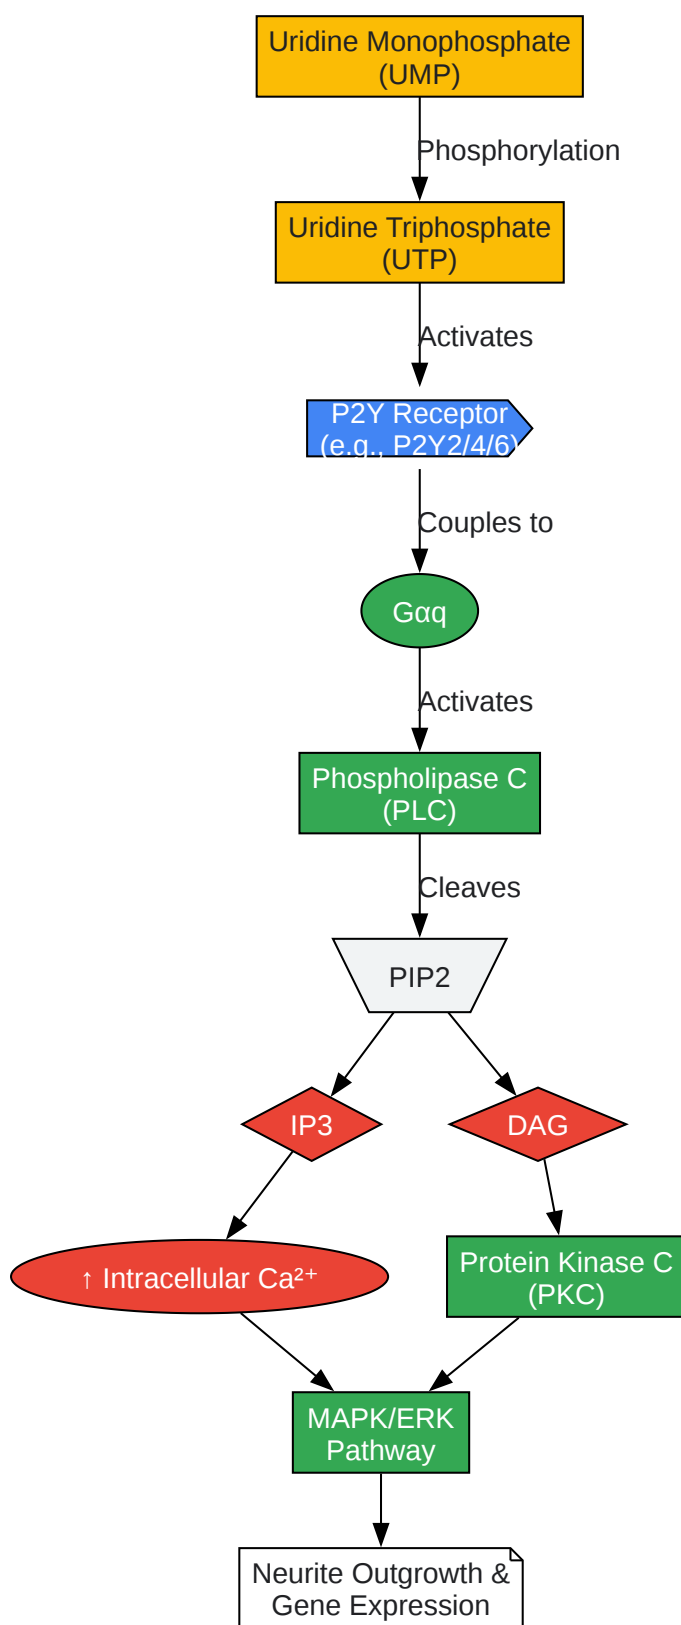 Uridine Monophosphate
(UMP)
Phosphorylation
Uridine Triphosphate
(UTP)
Activates
P2Y Receptor
(e.g., P2Y2/4/6)
Couples to
Gαq
Activates
Phospholipase C
(PLC)
Cleaves
PIP2
IP3
DAG
↑ Intracellular Ca²⁺
Protein Kinase C
(PKC)
MAPK/ERK
Pathway
Neurite Outgrowth &
Gene Expression